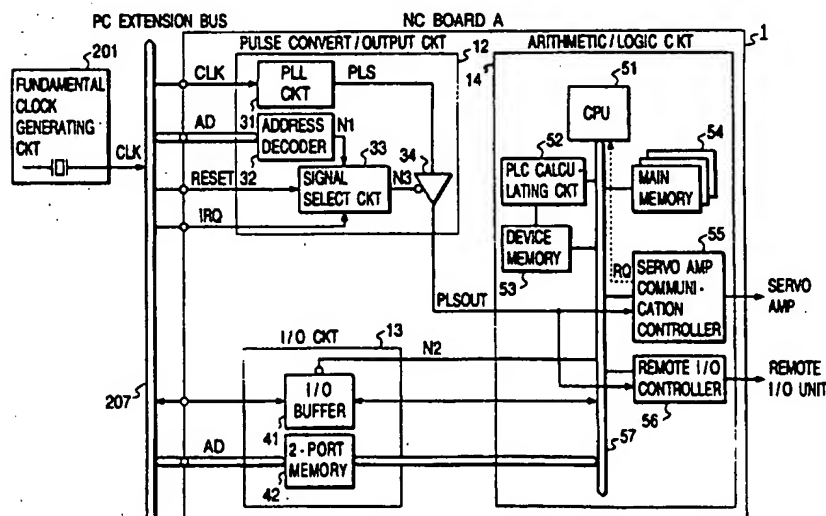 PC EXTENSION BUS
NC BOARD A
201
PULSE CONVERT/OUTPUT CKT
12
ARITHMETIC/LOGIC CKT
1
14
FUNDAMENTAL
CLOCK
GENERATING
CKT
CLK
CLK
PLL
CKT
PLS
31
AD
ADDRESS
DECODER
N1
32
33
34
RESET
SIGNAL
SELECT CKT
N3
IRQ
51
CPU
52
PLC CALCU-
LATING CKT
54
MAIN
MEMORY
DEVICE
MEMORY
53
55
RQ
SERVO AMP
COMMUNI-
CATION
CONTROLLER
SERVO
AMP
PLSOUT
I/O CKT
13
N2
REMOTE I/O
CONTROLLER
REMOTE
I/O UNIT
56
207
I/O
BUFFER
41
57
AD
2-PORT
MEMORY
42